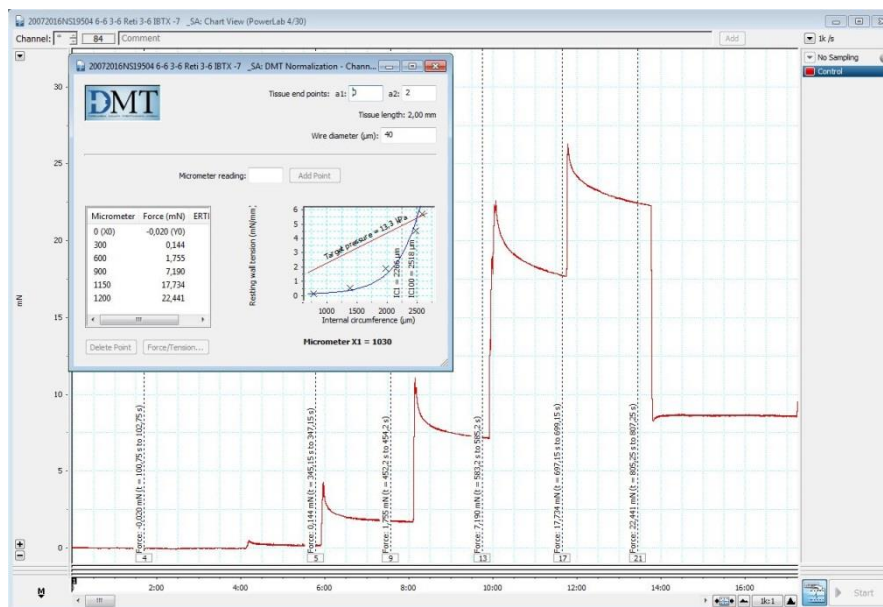 20072016NS19504 6-6 3-6 Reti 3-6 IBTX -7 _SA: Chart View (PowerLab 4/30)
Channel: " 84 Comment Add 1k /s
No Sampling
Control
20072016NS19504 6-6 3-6 Reti 3-6 IBTX -7 _SA: DMT Normalization - Chann...
DMT
Tissue end points: a1: a2: 2
Tissue length: 2,00 mm
Wire diameter (µm): 40
Micrometer reading: Add Point
Micrometer Force (mN) ERTI
0 (X0) -0,020 (Y0)
300 0,144
600 1,755
900 7,190
1150 17,734
1200 22,441
Delete Point Force/Tension...
Resting wall tension (mN/mm)
6
5
4
3
2
1
0
Target pressure = 13,3 kPa
IC1 = 2266 µm
IC100 = 2518 µm
1000 1500 2000 2500
Internal circumference (µm)
Micrometer X1 = 1030
mN
30
25
20
15
10
5
0
Force: -0,020 mN (t = 100,75 s to 102,75 s)
Force: 0,144 mN (t = 345,15 s to 347,15 s)
Force: 1,755 mN (t = 452,2 s to 454,2 s)
Force: 7,190 mN (t = 583,2 s to 585,2 s)
Force: 17,734 mN (t = 697,15 s to 699,15 s)
Force: 22,441 mN (t = 805,25 s to 807,25 s)
4 5 9 13 17 21
M
2:00 4:00 6:00 8:00 10:00 12:00 14:00 16:00
1k:1
Start